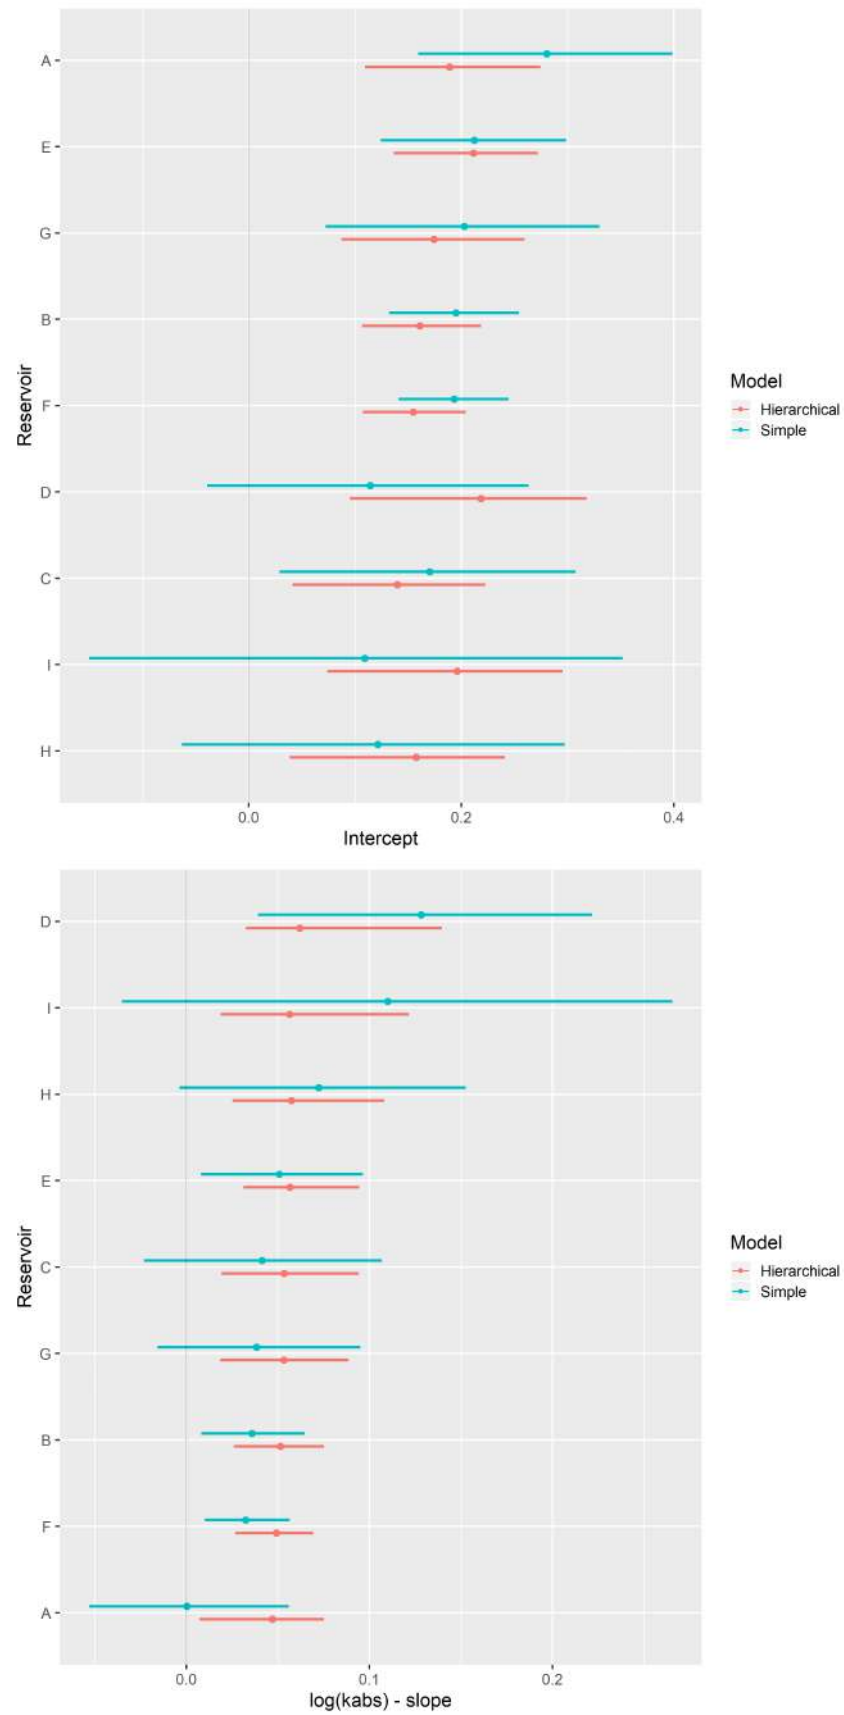 A
E
G
B
F
D
C
I
H
Reservoir
0.0 0.2 0.4
Intercept
Model
Hierarchical
Simple
D
I
H
E
C
G
B
F
A
Reservoir
0.0 0.1 0.2
log(kabs) - slope
Model
Hierarchical
Simple